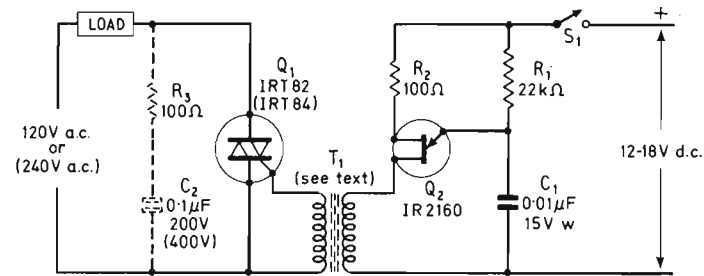 LOAD
120V a.c.
or
(240V a.c.)
R3
100Ω
C2
0·1μF
200V
(400V)
Q1
IRT82
(IRT84)
T1
(see text)
R2
100Ω
Q2
IR2160
R1
22kΩ
C1
0·01μF
15V w
S1
+
12-18V d.c.